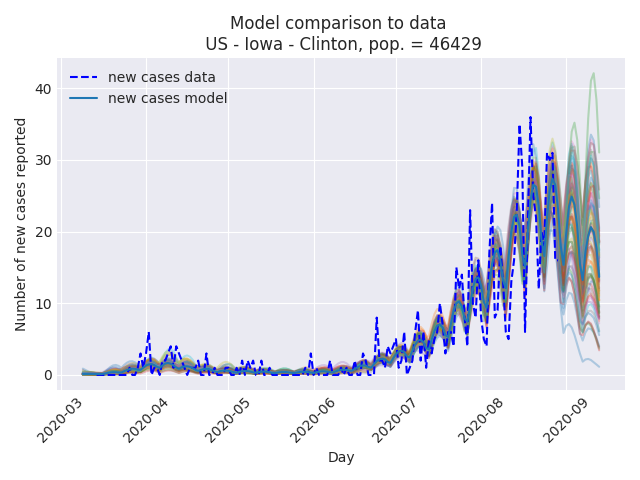 Model comparison to data
US - Iowa - Clinton, pop. = 46429
new cases data
new cases model
Number of new cases reported
40
30
20
10
0
2020-03
2020-04
2020-05
2020-06
2020-07
2020-08
2020-09
Day